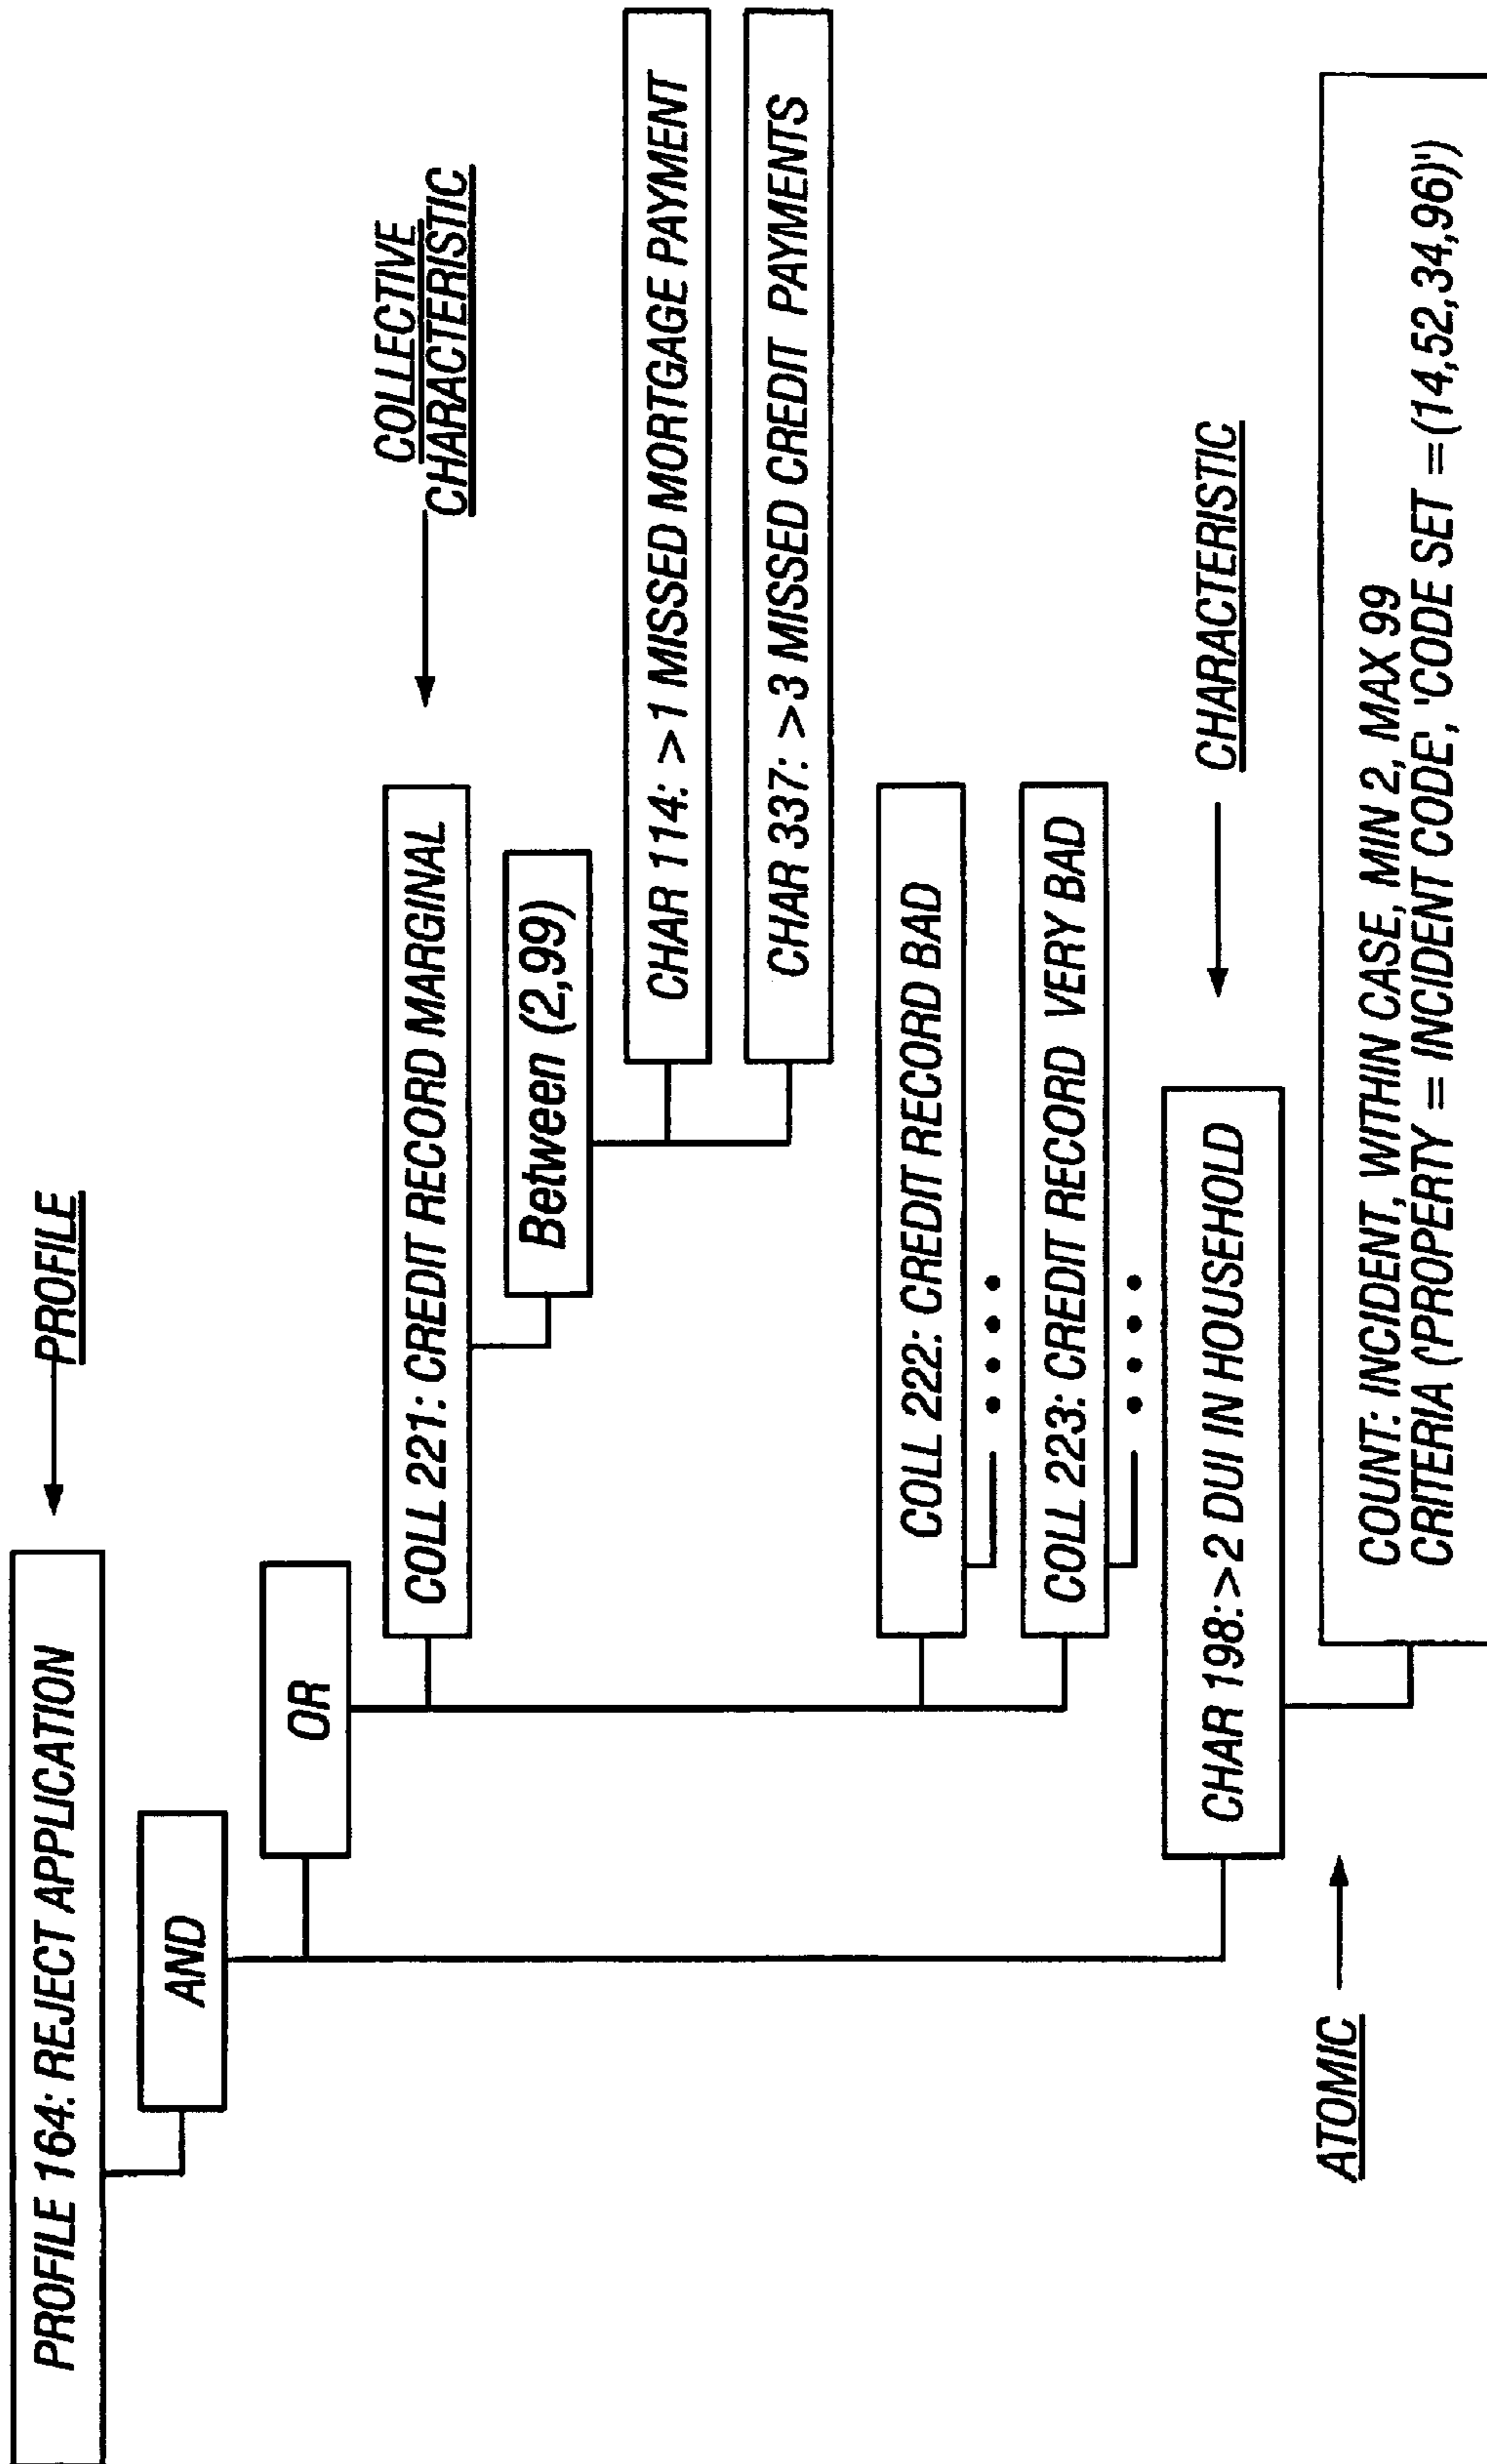 PROFILE 164: REJECT APPLICATION
PROFILE
AND
OR
COLL 221: CREDIT RECORD MARGINAL
COLLECTIVE
CHARACTERISTIC
Between (2,99)
CHAR 114: >1 MISSED MORTGAGE PAYMENT
CHAR 337: >3 MISSED CREDIT PAYMENTS
COLL 222: CREDIT RECORD BAD
COLL 223: CREDIT RECORD VERY BAD
CHAR 198:>2 DUI IN HOUSEHOLD
CHARACTERISTIC
ATOMIC
COUNT: INCIDENT, WITHIN CASE, MIN 2, MAX 99
CRITERIA (PROPERTY = INCIDENT CODE', 'CODE SET =(14,52,34,96)'))